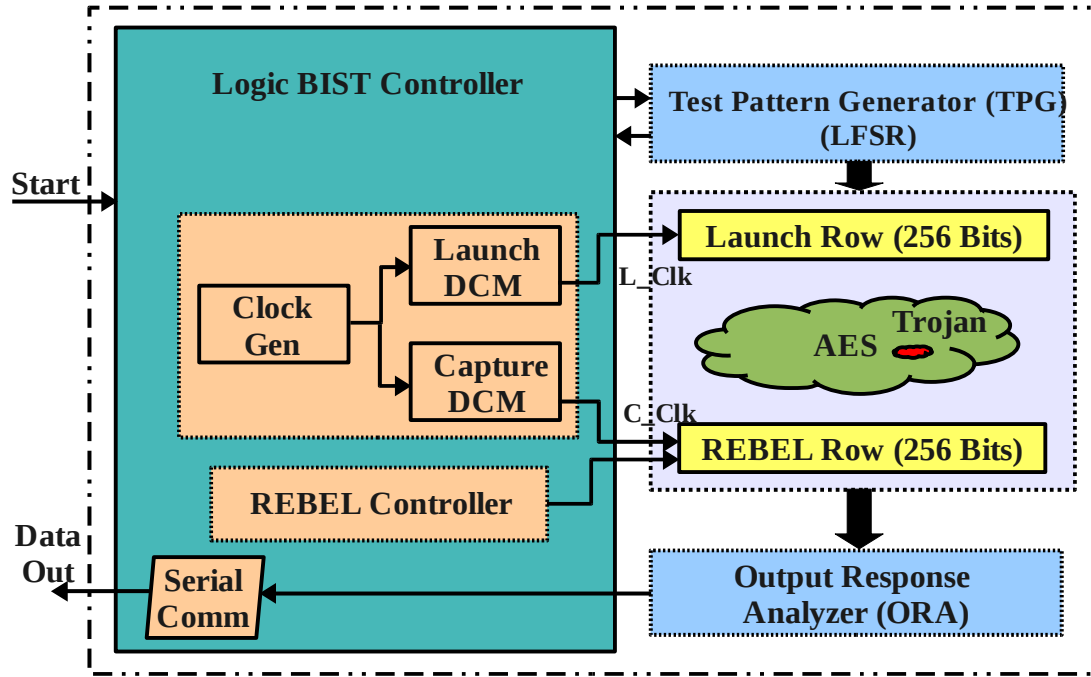 Logic BIST Controller
Test Pattern Generator (TPG)
(LFSR)
Start
Launch
DCM
Clock
Gen
Capture
DCM
L_Clk
C_Clk
Launch Row (256 Bits)
AES
Trojan
REBEL Row (256 Bits)
REBEL Controller
Data
Out
Serial
Comm
Output Response
Analyzer (ORA)